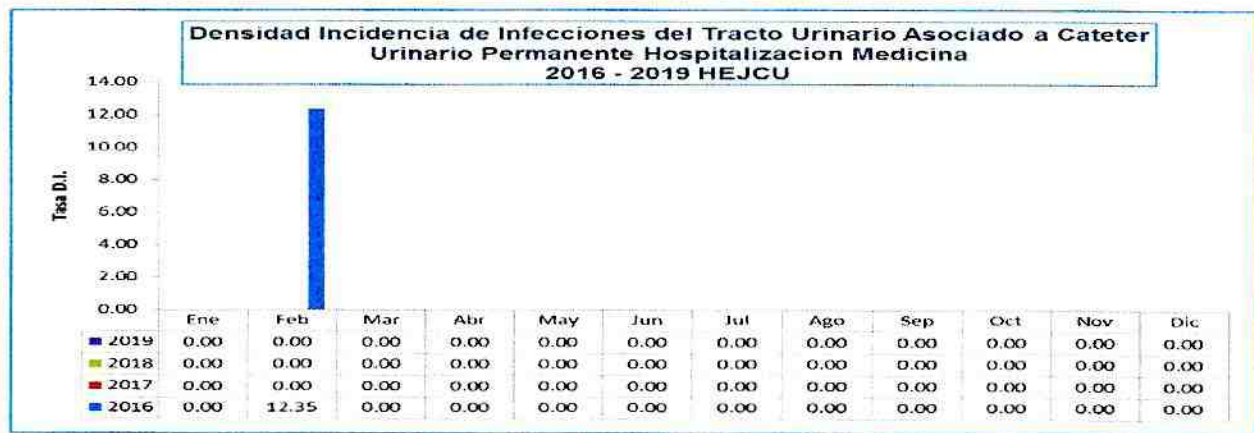 Densidad Incidencia de Infecciones del Tracto Urinario Asociado a Cateter
Urinario Permanente Hospitalizacion Medicina
2016 - 2019 HEJCU
Tasa D.I.
14.00
12.00
10.00
8.00
6.00
4.00
2.00
0.00
Ene Feb Mar Abr May Jun Jul Ago Sep Oct Nov Dic
2019 0.00 0.00 0.00 0.00 0.00 0.00 0.00 0.00 0.00 0.00 0.00 0.00
2018 0.00 0.00 0.00 0.00 0.00 0.00 0.00 0.00 0.00 0.00 0.00 0.00
2017 0.00 0.00 0.00 0.00 0.00 0.00 0.00 0.00 0.00 0.00 0.00 0.00
2016 0.00 12.35 0.00 0.00 0.00 0.00 0.00 0.00 0.00 0.00 0.00 0.00